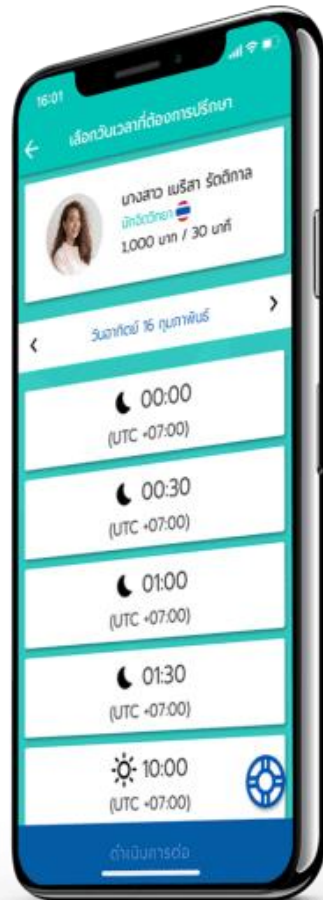 16:01
เลือกวันเวลาที่ต้องการปรึกษา
นางสาว เมริสา รัตติกาล
นักจิตวิทยา
1,000 บาท / 30 นาที
วันอาทิตย์ 16 กุมภาพันธ์
00:00
(UTC +07:00)
00:30
(UTC +07:00)
01:00
(UTC +07:00)
01:30
(UTC +07:00)
10:00
(UTC +07:00)
ดำเนินการต่อ